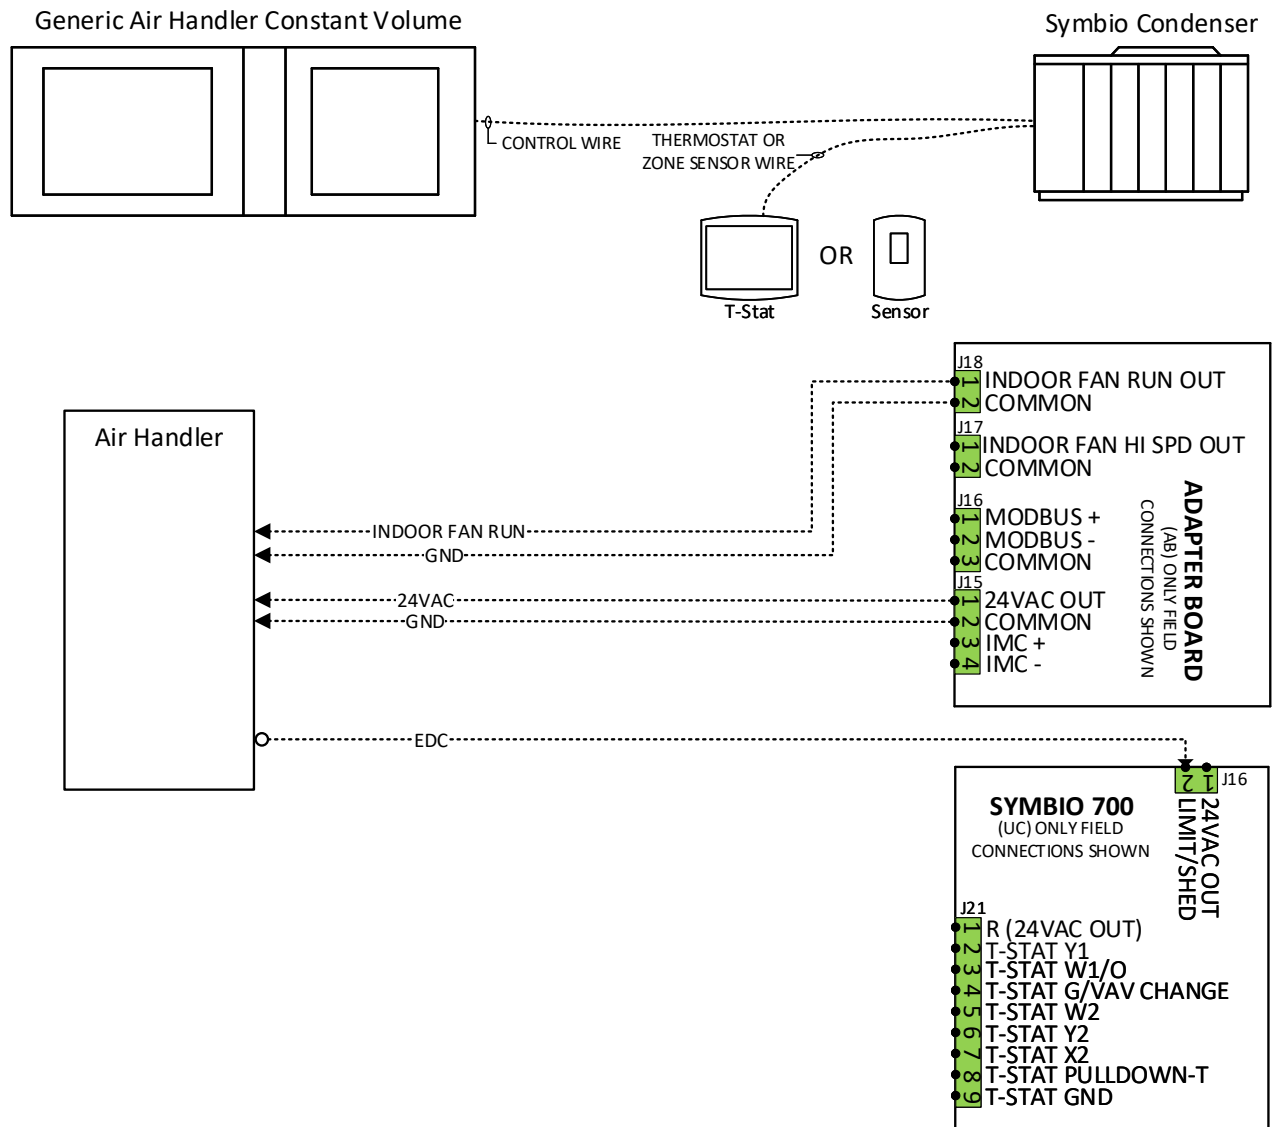 Generic Air Handler Constant Volume
Symbio Condenser
CONTROL WIRE
THERMOSTAT OR
ZONE SENSOR WIRE
OR
T-Stat
Sensor
Air Handler
INDOOR FAN RUN
GND
24VAC
GND
EDC
J18
1 INDOOR FAN RUN OUT
2 COMMON
J17
1 INDOOR FAN HI SPD OUT
2 COMMON
J16
1 MODBUS +
2 MODBUS -
3 COMMON
J15
1 24VAC OUT
2 COMMON
3 IMC +
4 IMC -
ADAPTER BOARD
(AB) ONLY FIELD
CONNECTIONS SHOWN
J16
1 24VAC OUT
2 LIMIT/SHED
SYMBIO 700
(UC) ONLY FIELD
CONNECTIONS SHOWN
J21
1 R (24VAC OUT)
2 T-STAT Y1
3 T-STAT W1/O
4 T-STAT G/VAV CHANGE
5 T-STAT W2
6 T-STAT Y2
7 T-STAT X2
8 T-STAT PULLDOWN-T
9 T-STAT GND